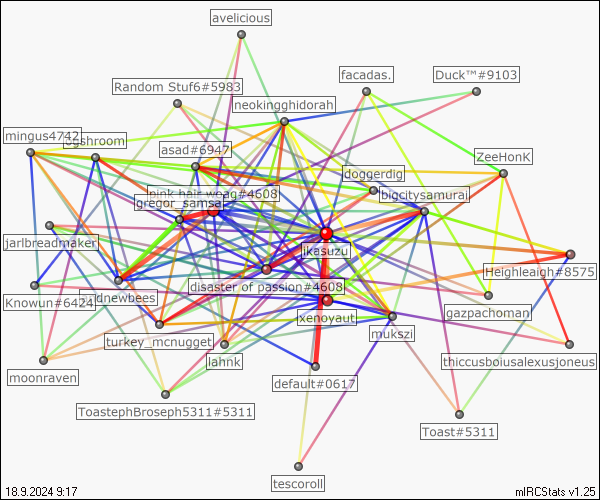 avelicious
facadas.
Duck™#9103
Random Stuf6#5983
neokingghidorah
mingus4742
ogshroom
asad#6947
ZeeHonK
doggerdig
pink hair woag#4608
bigcitysamurai
gregor_samsa
jarlbreadmaker
jkasuzu
Heighleaigh#8575
disaster of passion#4608
Knowun#6424
dnewbees
gazpachoman
xenoyaut
mukszi
turkey_mcnugget
lahnk
thiccusboiusalexusjoneus
moonraven
default#0617
ToastephBroseph5311#5311
Toast#5311
tescoroll
18.9.2024 9:17
mIRCStats v1.25